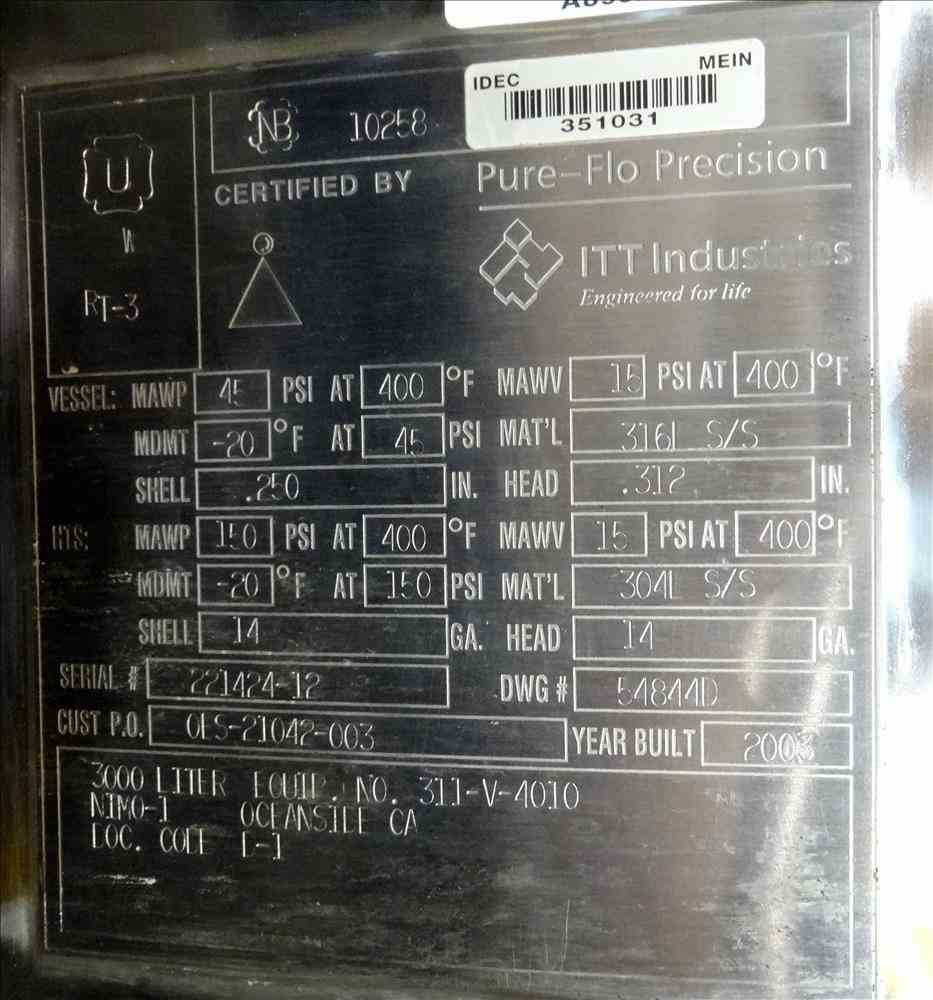 IDEC MEIN
351031
NB 10258
U
W
RT-3
CERTIFIED BY
Pure-Flo Precision
ITT Industries
Engineered for life
VESSEL: MAWP 45 PSI AT 400 °F MAWV 15 PSI AT 400 °F
MDMT -20 °F AT 45 PSI MAT'L 316L S/S
SHELL .250 IN. HEAD .312 IN.
HTS: MAWP 150 PSI AT 400 °F MAWV 15 PSI AT 400 °F
MDMT -20 °F AT 150 PSI MAT'L 304L S/S
SHELL 14 GA. HEAD 14 GA.
SERIAL # 221424-12 DWG # 54844D
CUST P.O. OES-21042-003 YEAR BUILT 2003
3000 LITER EQUIP. NO. 311-V-4010
NIMO-1 OCEANSIDE CA
DOC. CODE [-]